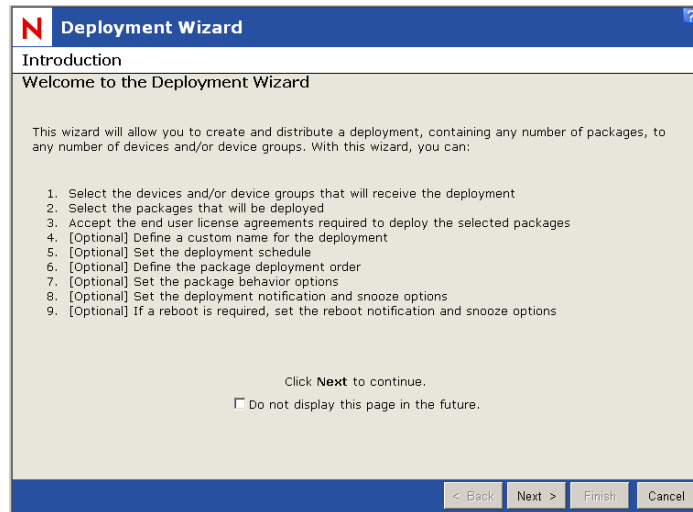 N Deployment Wizard
?
Introduction
Welcome to the Deployment Wizard
This wizard will allow you to create and distribute a deployment, containing any number of packages, to
any number of devices and/or device groups. With this wizard, you can:
1. Select the devices and/or device groups that will receive the deployment
2. Select the packages that will be deployed
3. Accept the end user license agreements required to deploy the selected packages
4. [Optional] Define a custom name for the deployment
5. [Optional] Set the deployment schedule
6. [Optional] Define the package deployment order
7. [Optional] Set the package behavior options
8. [Optional] Set the deployment notification and snooze options
9. [Optional] If a reboot is required, set the reboot notification and snooze options
Click Next to continue.
Do not display this page in the future.
< Back Next > Finish Cancel